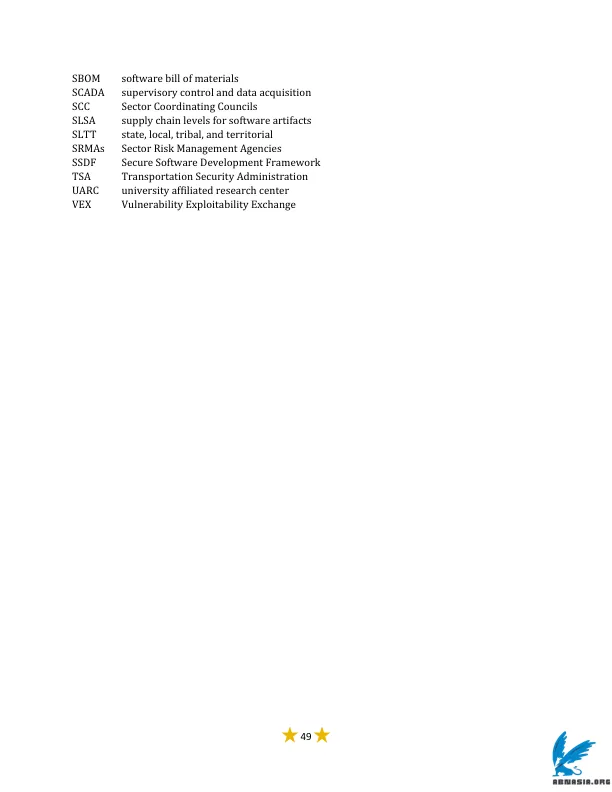 SBOM software bill of materials
SCADA supervisory control and data acquisition
SCC Sector Coordinating Councils
SLSA supply chain levels for software artifacts
SLTT state, local, tribal, and territorial
SRMAs Sector Risk Management Agencies
SSDF Secure Software Development Framework
TSA Transportation Security Administration
UARC university affiliated research center
VEX Vulnerability Exploitability Exchange
49
ABNASIA.ORG